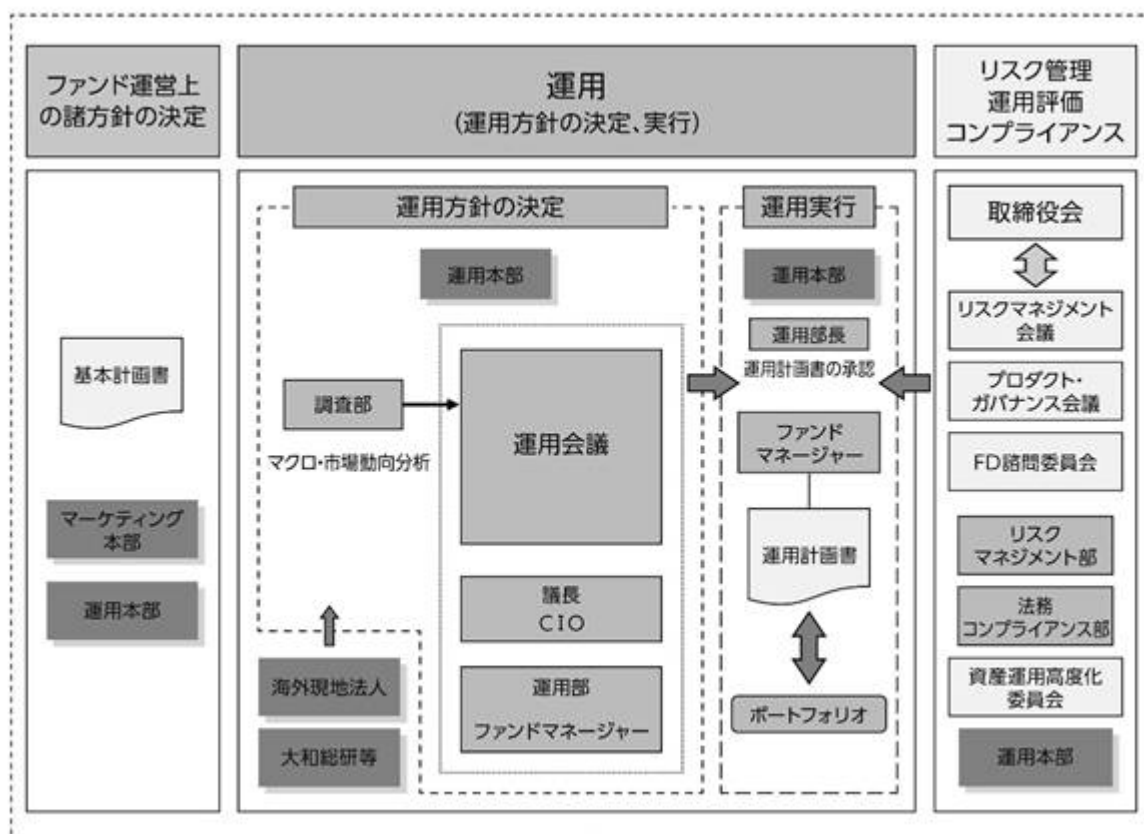 ファンド運営上
の諸方針の決定
運用
(運用方針の決定、実行)
リスク管理
運用評価
コンプライアンス
基本計画書
マーケティング
本部
運用本部
運用方針の決定
運用本部
調査部
マクロ・市場動向分析
運用会議
議長
CIO
運用部
ファンドマネージャー
海外現地法人
大和総研等
運用実行
運用本部
運用部長
運用計画書の承認
ファンド
マネージャー
運用計画書
ポートフォリオ
取締役会
リスクマネジメント
会議
プロダクト・
ガバナンス会議
FD諮問委員会
リスク
マネジメント部
法務
コンプライアンス部
資産運用高度化
委員会
運用本部